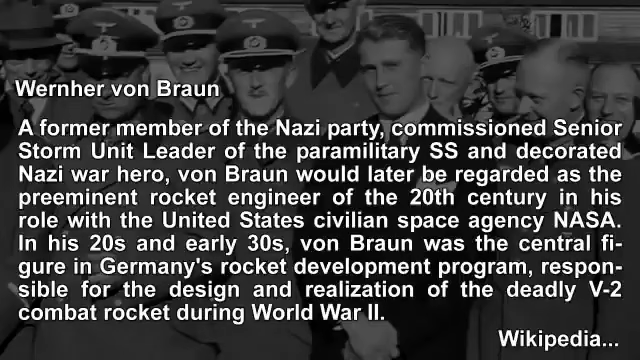 Wernher von Braun
A former member of the Nazi party, commissioned Senior
Storm Unit Leader of the paramilitary SS and decorated
Nazi war hero, von Braun would later be regarded as the
preeminent rocket engineer of the 20th century in his
role with the United States civilian space agency NASA.
In his 20s and early 30s, von Braun was the central fi-
gure in Germany's rocket development program, respon-
sible for the design and realization of the deadly V-2
combat rocket during World War II.
Wikipedia...